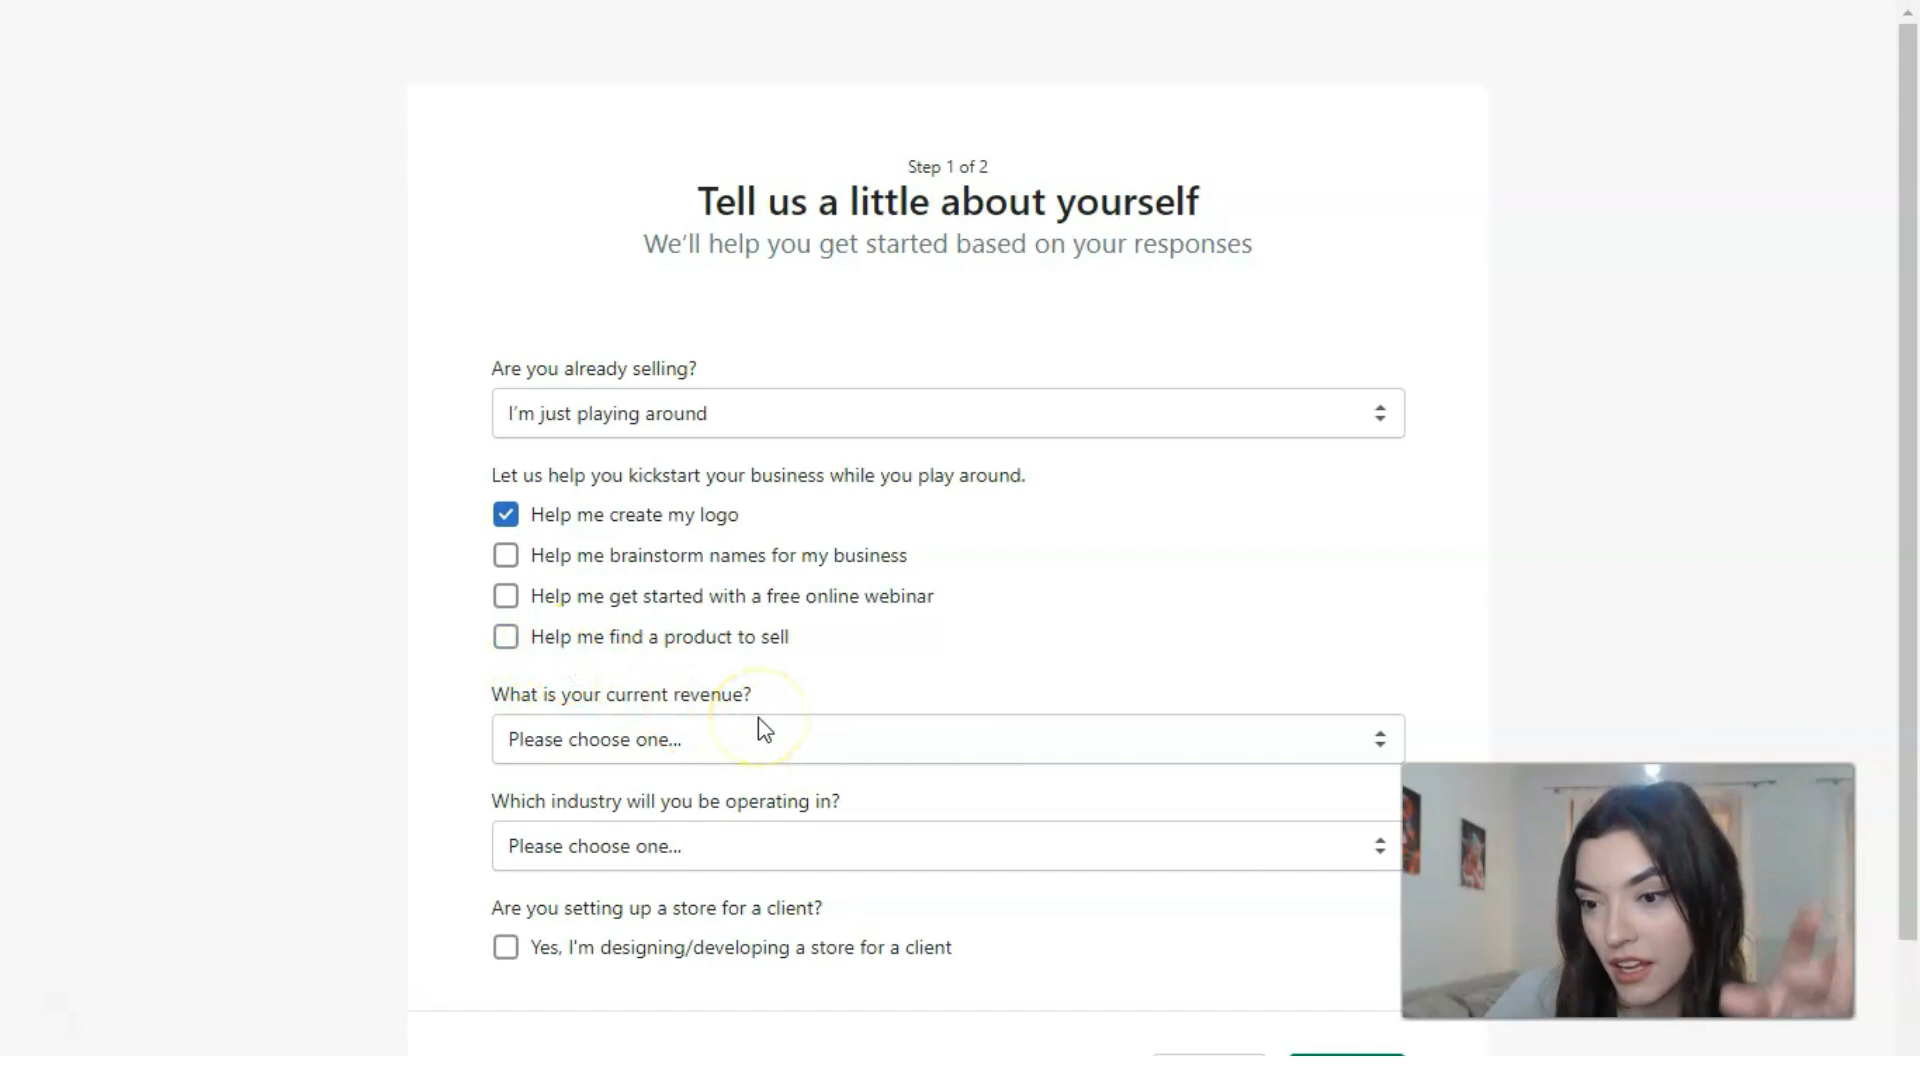 Step 1 of 2
Tell us a little about yourself
We'll help you get started based on your responses
Are you already selling?
I'm just playing around
Let us help you kickstart your business while you play around.
Help me create my logo
Help me brainstorm names for my business
Help me get started with a free online webinar
Help me find a product to sell
What is your current revenue?
Please choose one...
Which industry will you be operating in?
Please choose one...
Are you setting up a store for a client?
Yes, I'm designing/developing a store for a client